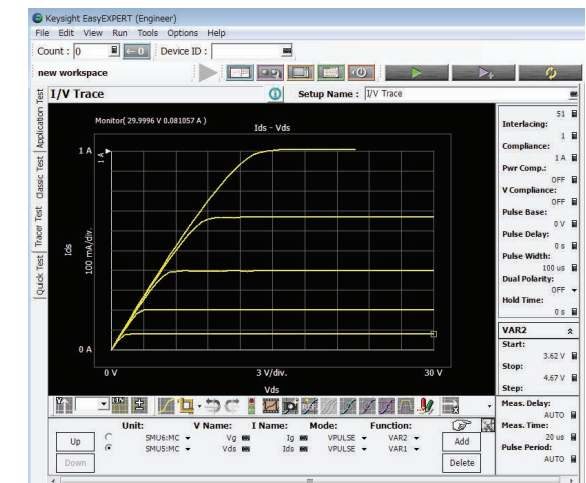 Keysight EasyEXPERT (Engineer)
File Edit View Run Tools Options Help
Count : 0 Device ID :
new workspace
I/V Trace Setup Name : I/V Trace
Quick Test Tracer Test Classic Test Application Test
Monitor( 29.9996 V 0.081057 A )
Ids - Vds
1 A
1 A
Ids
100 mA/div.
0 A
0 V 3 V/div. 30 V
Vds
51
Interlacing:
1
Compliance:
1 A
Pwr Comp.:
OFF
V Compliance:
OFF
Pulse Base:
0 V
Pulse Delay:
0 s
Pulse Width:
100 us
Dual Polarity:
OFF
Hold Time:
0 s
VAR2
Start:
3.62 V
Stop:
4.67 V
Step:
Meas. Delay:
AUTO
Meas. Time:
20 us
Pulse Period:
AUTO
Unit: V Name: I Name: Mode: Function:
Up SMU6:MC Vg Ig VPULSE VAR2 Add
Down SMU5:MC Vds Ids VPULSE VAR1 Delete